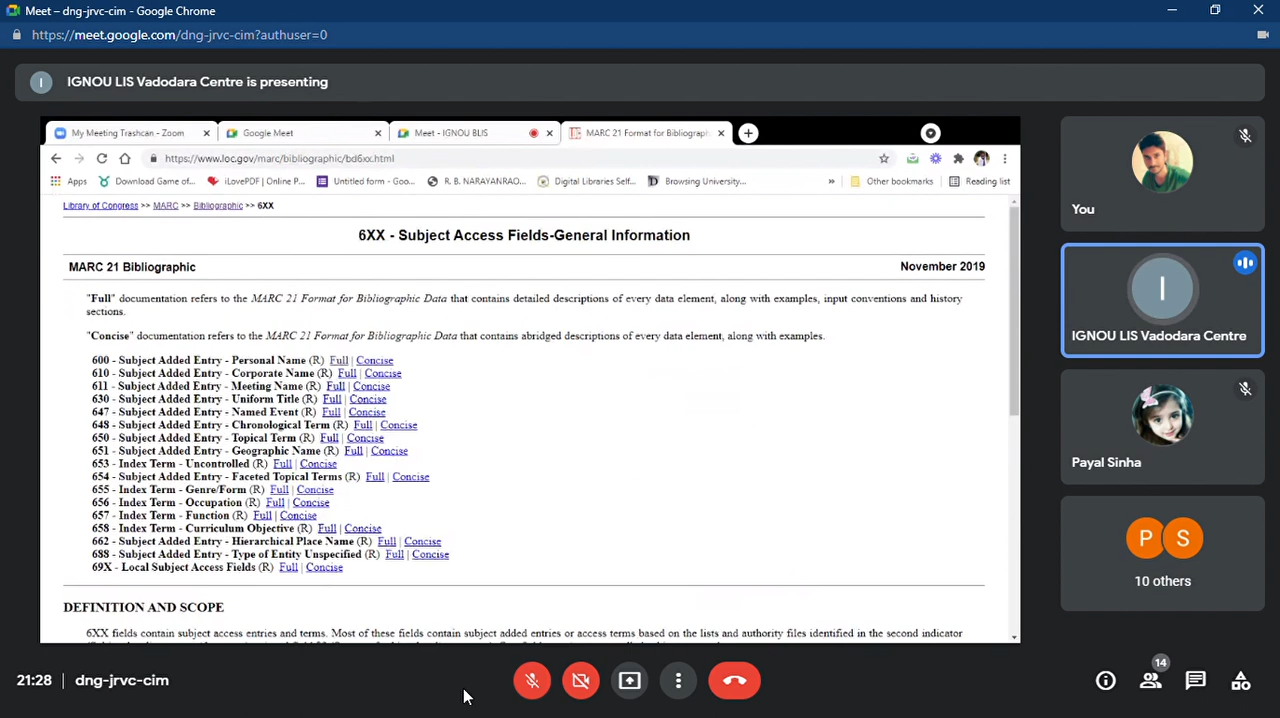 Meet – dng-jrvc-cim - Google Chrome
https://meet.google.com/dng-jrvc-cim?authuser=0
I IGNOU LIS Vadodara Centre is presenting
My Meeting Trashcan - Zoom
Google Meet
Meet - IGNOU BLIS
MARC 21 Format for Bibliograph
https://www.loc.gov/marc/bibliographic/bd6xx.html
Apps Download Game of... iLovePDF | Online P... Untitled form - Goo... R. B. NARAYANRAO... Digital Libraries Self... Browsing University... » Other bookmarks Reading list
Library of Congress >> MARC >> Bibliographic >> 6XX
6XX - Subject Access Fields-General Information
MARC 21 Bibliographic November 2019
"Full" documentation refers to the MARC 21 Format for Bibliographic Data that contains detailed descriptions of every data element, along with examples, input conventions and history
sections.
"Concise" documentation refers to the MARC 21 Format for Bibliographic Data that contains abridged descriptions of every data element, along with examples.
600 - Subject Added Entry - Personal Name (R) Full | Concise
610 - Subject Added Entry - Corporate Name (R) Full | Concise
611 - Subject Added Entry - Meeting Name (R) Full | Concise
630 - Subject Added Entry - Uniform Title (R) Full | Concise
647 - Subject Added Entry - Named Event (R) Full | Concise
648 - Subject Added Entry - Chronological Term (R) Full | Concise
650 - Subject Added Entry - Topical Term (R) Full | Concise
651 - Subject Added Entry - Geographic Name (R) Full | Concise
653 - Index Term - Uncontrolled (R) Full | Concise
654 - Subject Added Entry - Faceted Topical Terms (R) Full | Concise
655 - Index Term - Genre/Form (R) Full | Concise
656 - Index Term - Occupation (R) Full | Concise
657 - Index Term - Function (R) Full | Concise
658 - Index Term - Curriculum Objective (R) Full | Concise
662 - Subject Added Entry - Hierarchical Place Name (R) Full | Concise
688 - Subject Added Entry - Type of Entity Unspecified (R) Full | Concise
69X - Local Subject Access Fields (R) Full | Concise
DEFINITION AND SCOPE
6XX fields contain subject access entries and terms. Most of these fields contain subject added entries or access terms based on the lists and authority files identified in the second indicator
You
I
IGNOU LIS Vadodara Centre
Payal Sinha
P S
10 others
21:28 | dng-jrvc-cim
14